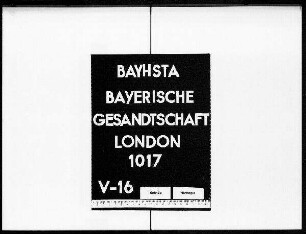 BAYHSTA
BAYERISCHE
GESANDTSCHAFT
LONDON
1017
V-16